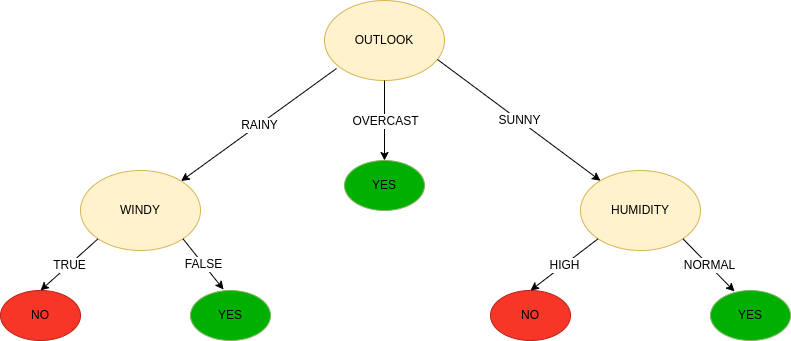 OUTLOOK
RAINY
OVERCAST
SUNNY
YES
WINDY
HUMIDITY
TRUE
FALSE
HIGH
NORMAL
NO
YES
NO
YES